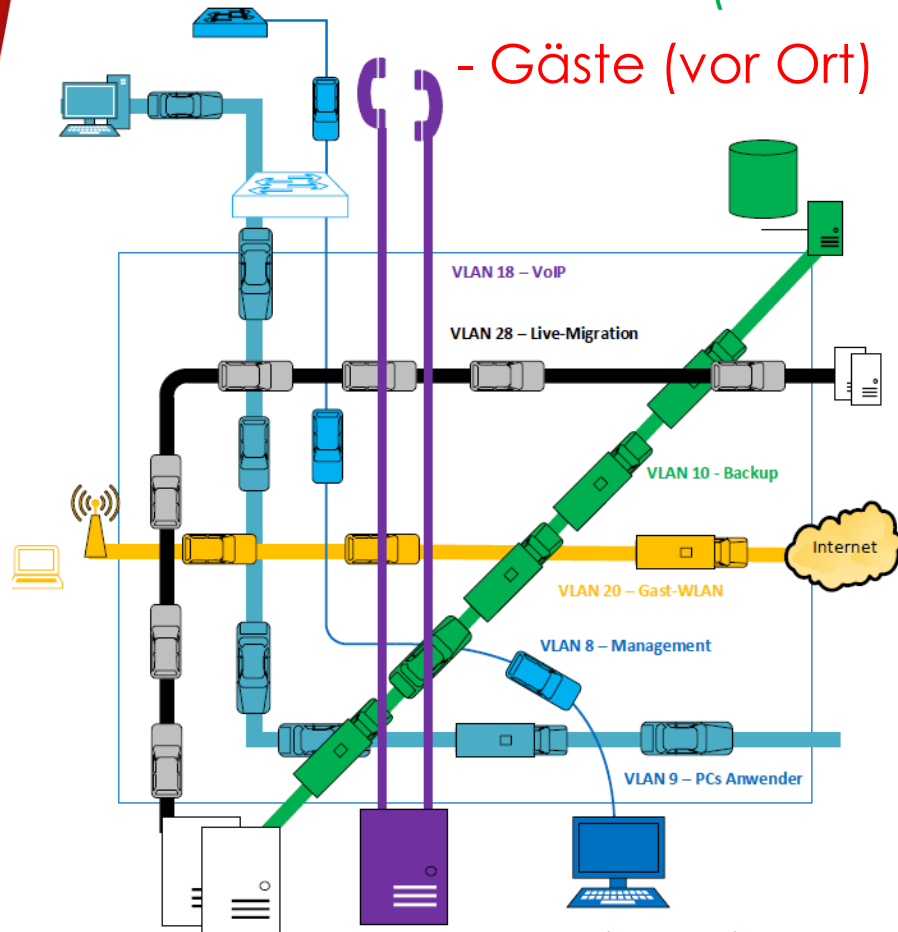 - Gäste (vor Ort)
VLAN 18 – VoIP
VLAN 28 – Live-Migration
VLAN 10 - Backup
Internet
VLAN 20 – Gast-WLAN
VLAN 8 – Management
VLAN 9 – PCs Anwender